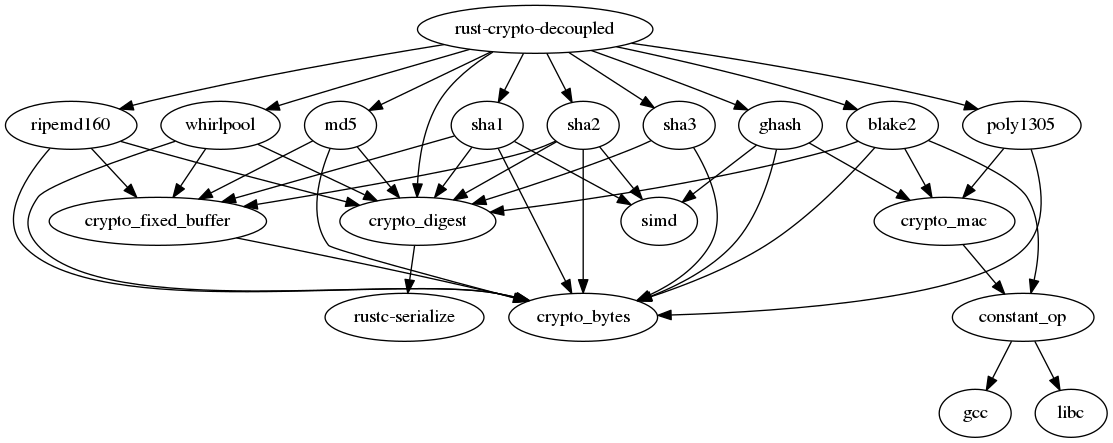 rust-crypto-decoupled
ripemd160
whirlpool
md5
sha1
sha2
sha3
ghash
blake2
poly1305
crypto_fixed_buffer
crypto_digest
simd
crypto_mac
rustc-serialize
crypto_bytes
constant_op
gcc
libc